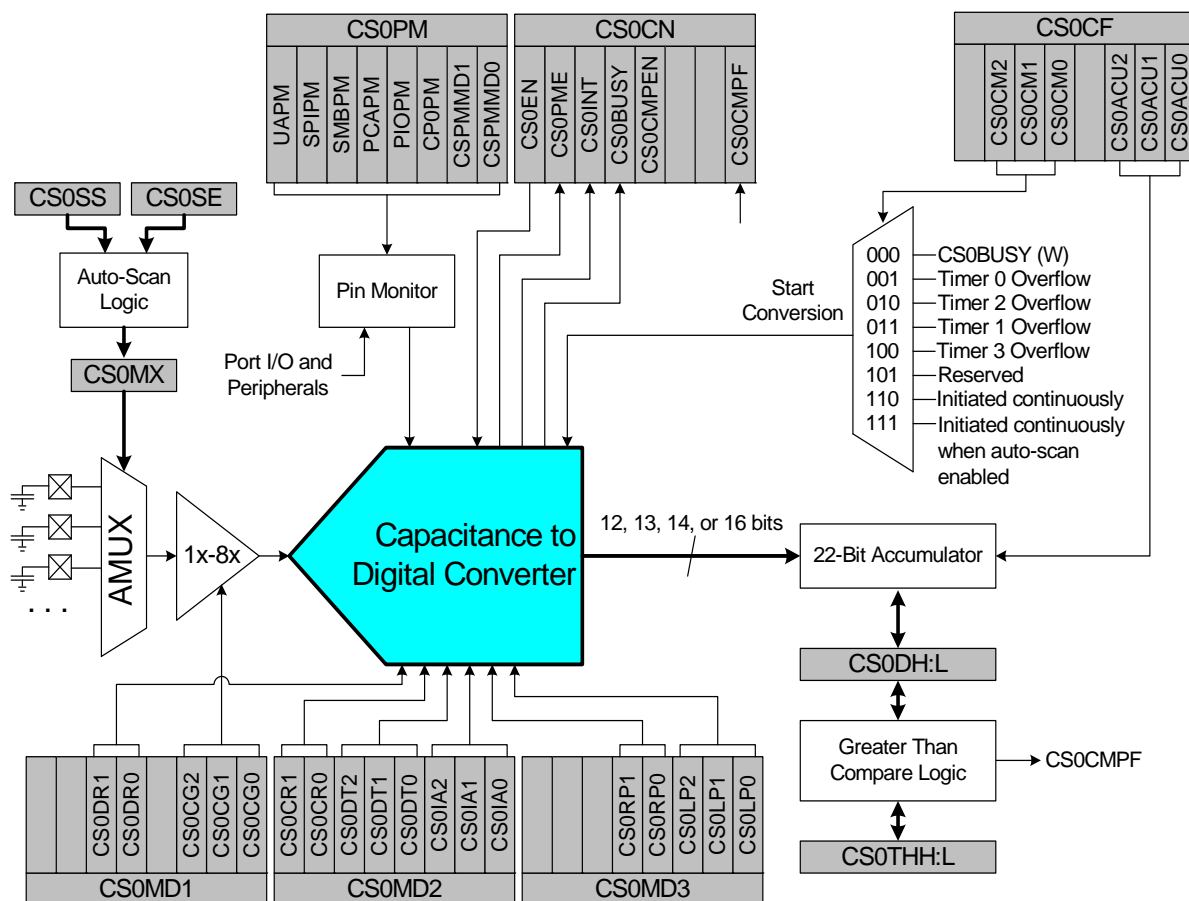 CS0PM
UAPM
SPIPM
SMBPM
PCAPM
PIOPM
CP0PM
CSPMMD1
CSPMMD0
CS0CN
CS0EN
CS0PME
CS0INT
CS0BUSY
CS0CMPEN
CS0CMPF
CS0CF
CS0CM2
CS0CM1
CS0CM0
CS0ACU2
CS0ACU1
CS0ACU0
CS0SS
CS0SE
Auto-Scan
Logic
CS0MX
Pin Monitor
Port I/O and
Peripherals
Start
Conversion
000 CS0BUSY (W)
001 Timer 0 Overflow
010 Timer 2 Overflow
011 Timer 1 Overflow
100 Timer 3 Overflow
101 Reserved
110 Initiated continuously
111 Initiated continuously
when auto-scan
enabled
AMUX
. . .
1x-8x
Capacitance to
Digital Converter
12, 13, 14, or 16 bits
22-Bit Accumulator
CS0DH:L
Greater Than
Compare Logic
CS0CMPF
CS0THH:L
CS0DR1
CS0DR0
CS0CG2
CS0CG1
CS0CG0
CS0MD1
CS0CR1
CS0CR0
CS0DT2
CS0DT1
CS0DT0
CS0IA2
CS0IA1
CS0IA0
CS0MD2
CS0RP1
CS0RP0
CS0LP2
CS0LP1
CS0LP0
CS0MD3